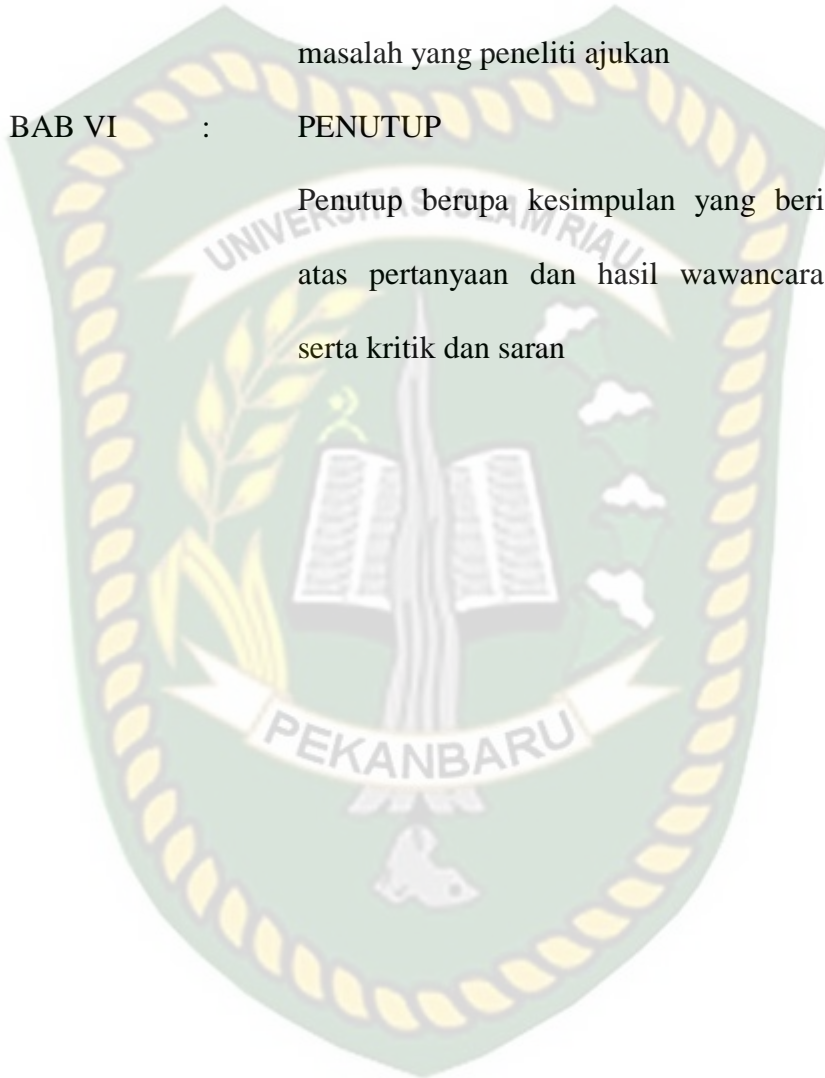 masalah yang peneliti ajukan
BAB VI : PENUTUP
Penutup berupa kesimpulan yang beri
atas pertanyaan dan hasil wawancara
serta kritik dan saran
UNIVERSITAS ISLAM RIAU
PEKANBARU